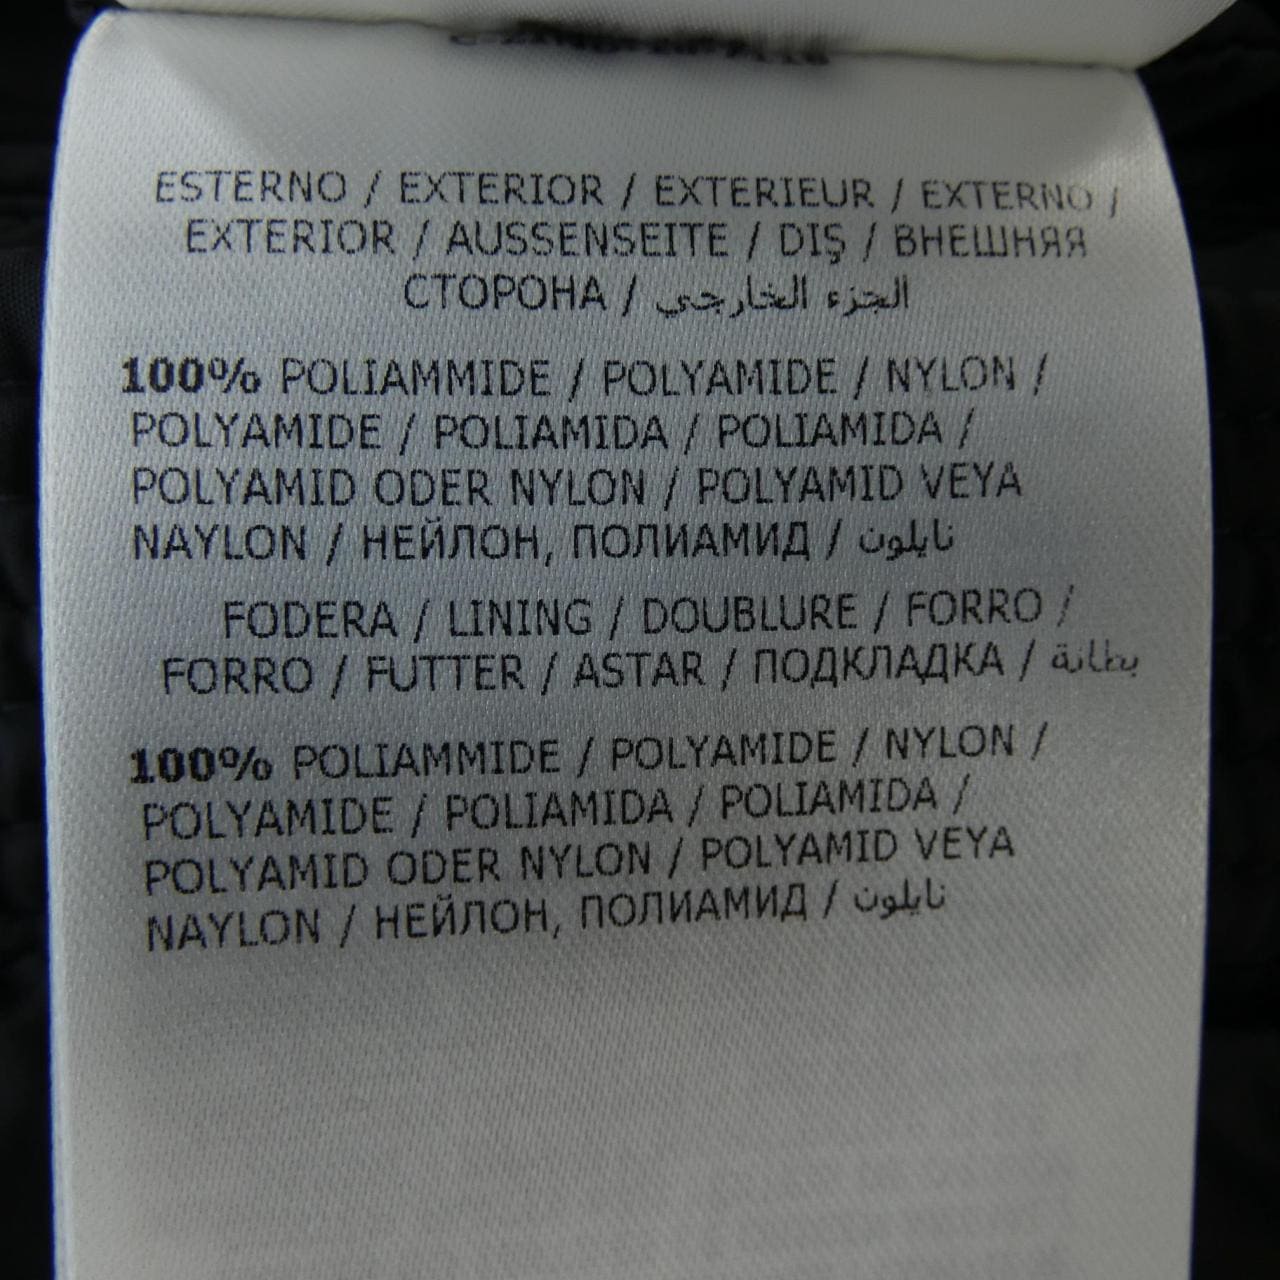 ESTERNO / EXTERIOR / EXTERIEUR / EXTERNO /
EXTERIOR / AUSSENSEITE / DIŞ / ВНЕШНЯЯ
СТОРОНА / الجزء الخارجي
100% POLIAMMIDE / POLYAMIDE / NYLON /
POLYAMIDE / POLIAMIDA / POLIAMIDA /
POLYAMID ODER NYLON / POLYAMID VEYA
NAYLON / НЕЙЛОН, ПОЛИАМИД / نايلون
FODERA / LINING / DOUBLURE / FORRO /
FORRO / FUTTER / ASTAR / ПОДКЛАДКА / بطانة
100% POLIAMMIDE / POLYAMIDE / NYLON /
POLYAMIDE / POLIAMIDA / POLIAMIDA /
POLYAMID ODER NYLON / POLYAMID VEYA
NAYLON / НЕЙЛОН, ПОЛИАМИД / نايلون